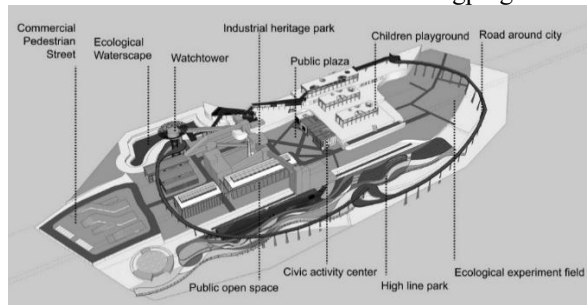 Commercial
Pedestrian
Street
Ecological
Waterscape
Watchtower
Industrial heritage park
Public plaza
Children playground
Road around city
Public open space
Civic activity center
High line park
Ecological experiment field